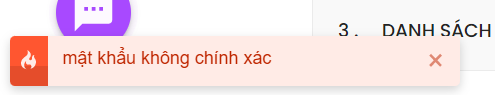 3. DANH SÁCH
mật khẩu không chính xác